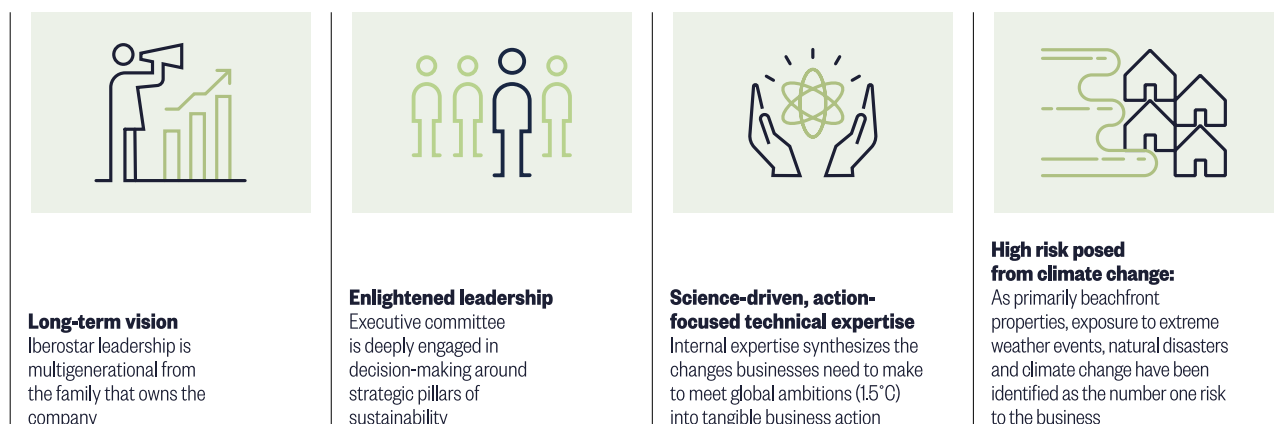 Long-term vision
Iberostar leadership is
multigenerational from
the family that owns the
company
Enlightened leadership
Executive committee
is deeply engaged in
decision-making around
strategic pillars of
sustainability
Science-driven, action-
focused technical expertise
Internal expertise synthesizes the
changes businesses need to make
to meet global ambitions (1.5°C)
into tangible business action
High risk posed
from climate change:
As primarily beachfront
properties, exposure to extreme
weather events, natural disasters
and climate change have been
identified as the number one risk
to the business